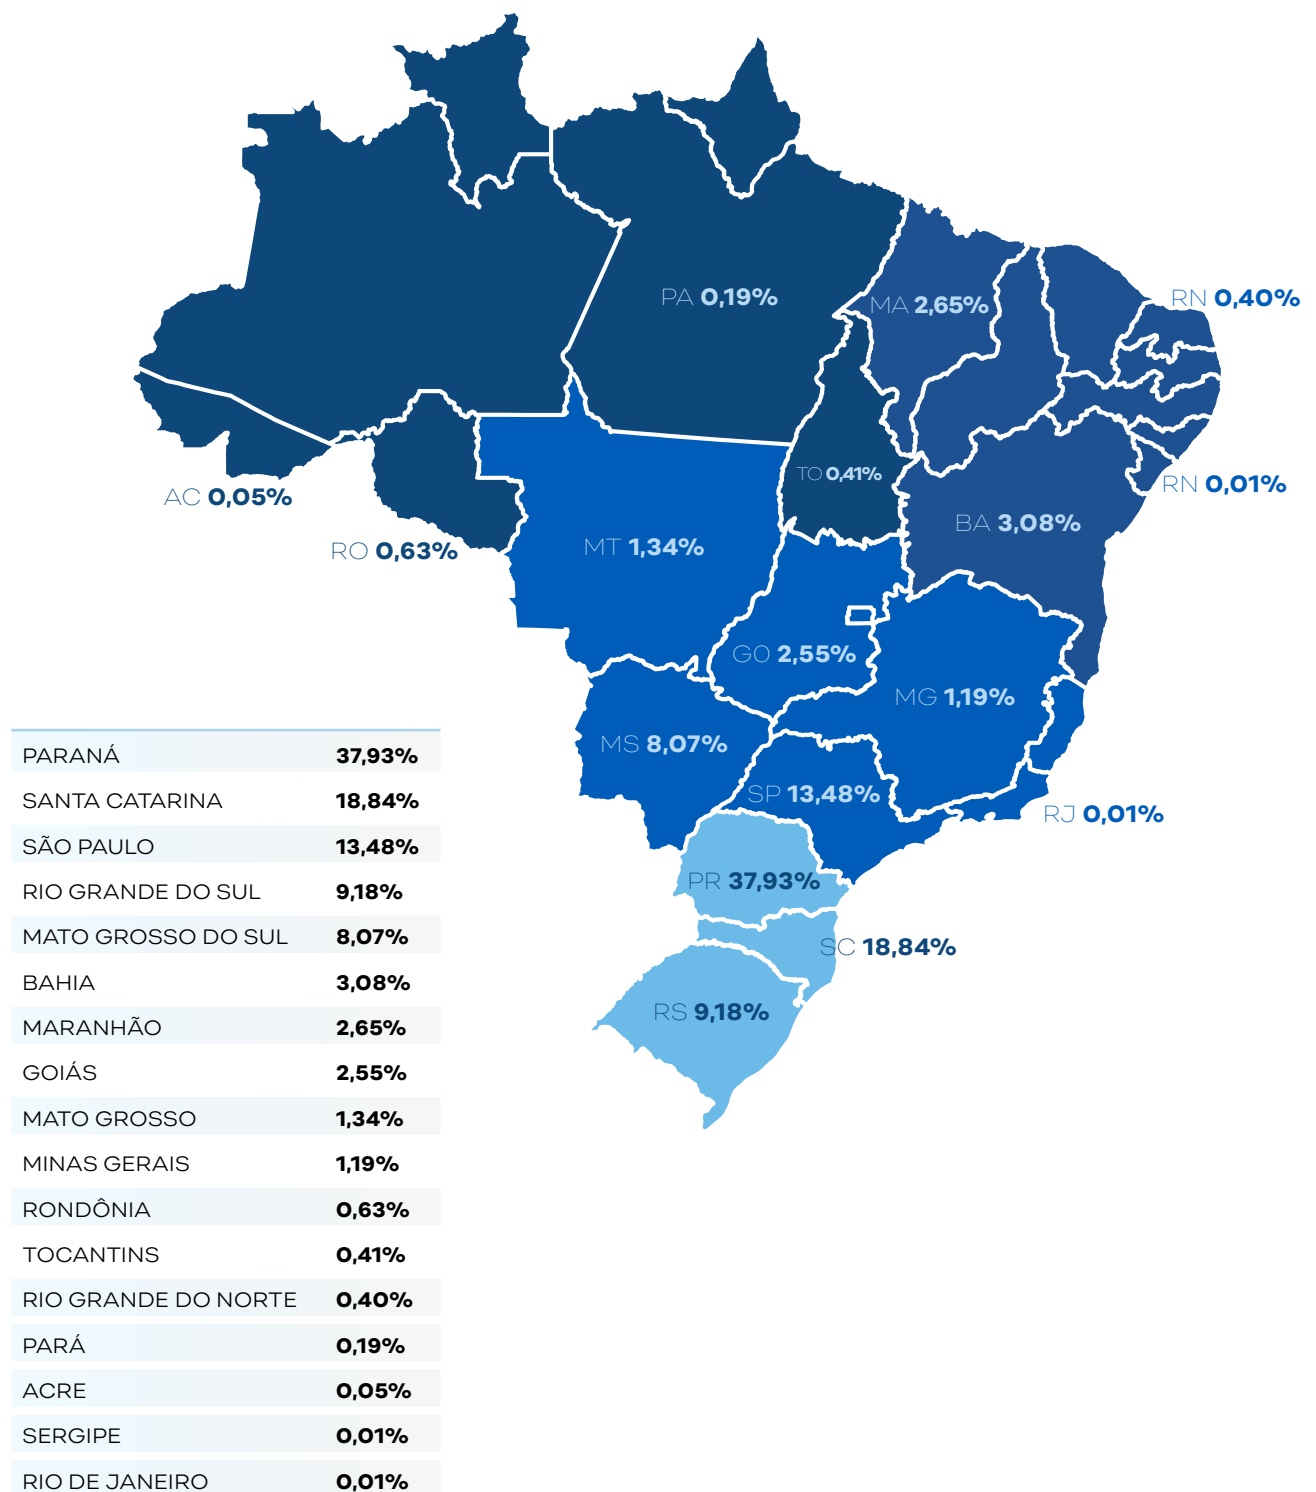 PA 0,19%
MA 2,65%
RN 0,40%
TO 0,41%
RN 0,01%
AC 0,05%
BA 3,08%
RO 0,63%
MT 1,34%
GO 2,55%
MG 1,19%
MS 8,07%
SP 13,48%
RJ 0,01%
PR 37,93%
SC 18,84%
RS 9,18%
PARANÁ 37,93%
SANTA CATARINA 18,84%
SÃO PAULO 13,48%
RIO GRANDE DO SUL 9,18%
MATO GROSSO DO SUL 8,07%
BAHIA 3,08%
MARANHÃO 2,65%
GOIÁS 2,55%
MATO GROSSO 1,34%
MINAS GERAIS 1,19%
RONDÔNIA 0,63%
TOCANTINS 0,41%
RIO GRANDE DO NORTE 0,40%
PARÁ 0,19%
ACRE 0,05%
SERGIPE 0,01%
RIO DE JANEIRO 0,01%